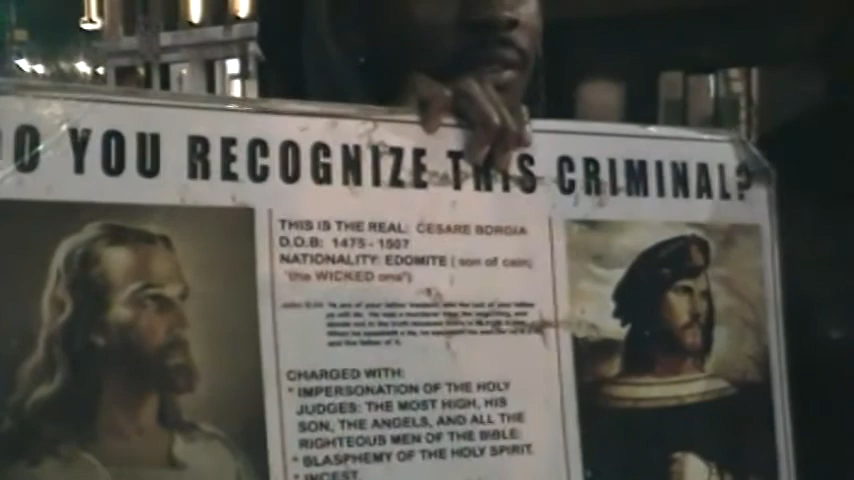 O YOU RECOGNIZE THIS CRIMINAL?
THIS IS THE REAL: CESARE BORGIA
D.O.B: 1475 - 1507
NATIONALITY: EDOMITE ( son of cain;
"the WICKED one")
CHARGED WITH:
* IMPERSONATION OF THE HOLY
JUDGES: THE MOST HIGH, HIS
SON, THE ANGELS, AND ALL THE
RIGHTEOUS MEN OF THE BIBLE.
* BLASPHEMY OF THE HOLY SPIRIT.
* INCEST